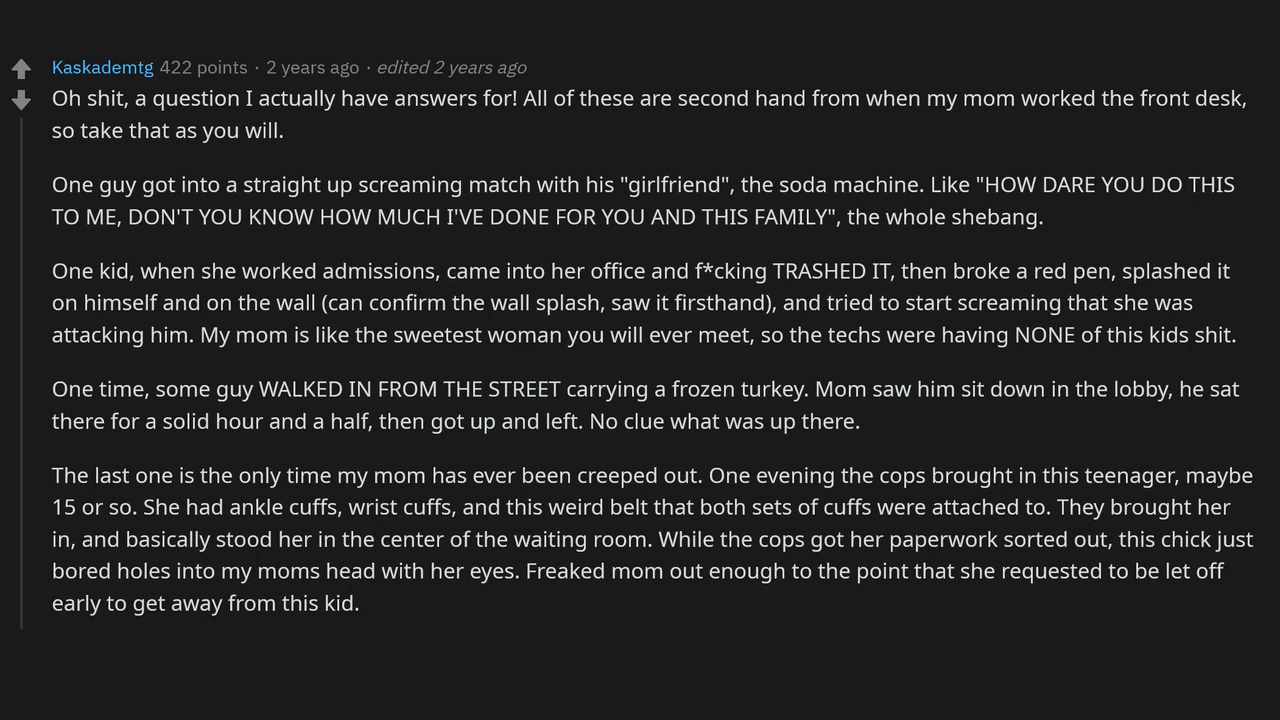 Kaskademtg 422 points · 2 years ago · edited 2 years ago
Oh shit, a question I actually have answers for! All of these are second hand from when my mom worked the front desk,
so take that as you will.
One guy got into a straight up screaming match with his "girlfriend", the soda machine. Like "HOW DARE YOU DO THIS
TO ME, DON'T YOU KNOW HOW MUCH I'VE DONE FOR YOU AND THIS FAMILY", the whole shebang.
One kid, when she worked admissions, came into her office and f*cking TRASHED IT, then broke a red pen, splashed it
on himself and on the wall (can confirm the wall splash, saw it firsthand), and tried to start screaming that she was
attacking him. My mom is like the sweetest woman you will ever meet, so the techs were having NONE of this kids shit.
One time, some guy WALKED IN FROM THE STREET carrying a frozen turkey. Mom saw him sit down in the lobby, he sat
there for a solid hour and a half, then got up and left. No clue what was up there.
The last one is the only time my mom has ever been creeped out. One evening the cops brought in this teenager, maybe
15 or so. She had ankle cuffs, wrist cuffs, and this weird belt that both sets of cuffs were attached to. They brought her
in, and basically stood her in the center of the waiting room. While the cops got her paperwork sorted out, this chick just
bored holes into my moms head with her eyes. Freaked mom out enough to the point that she requested to be let off
early to get away from this kid.